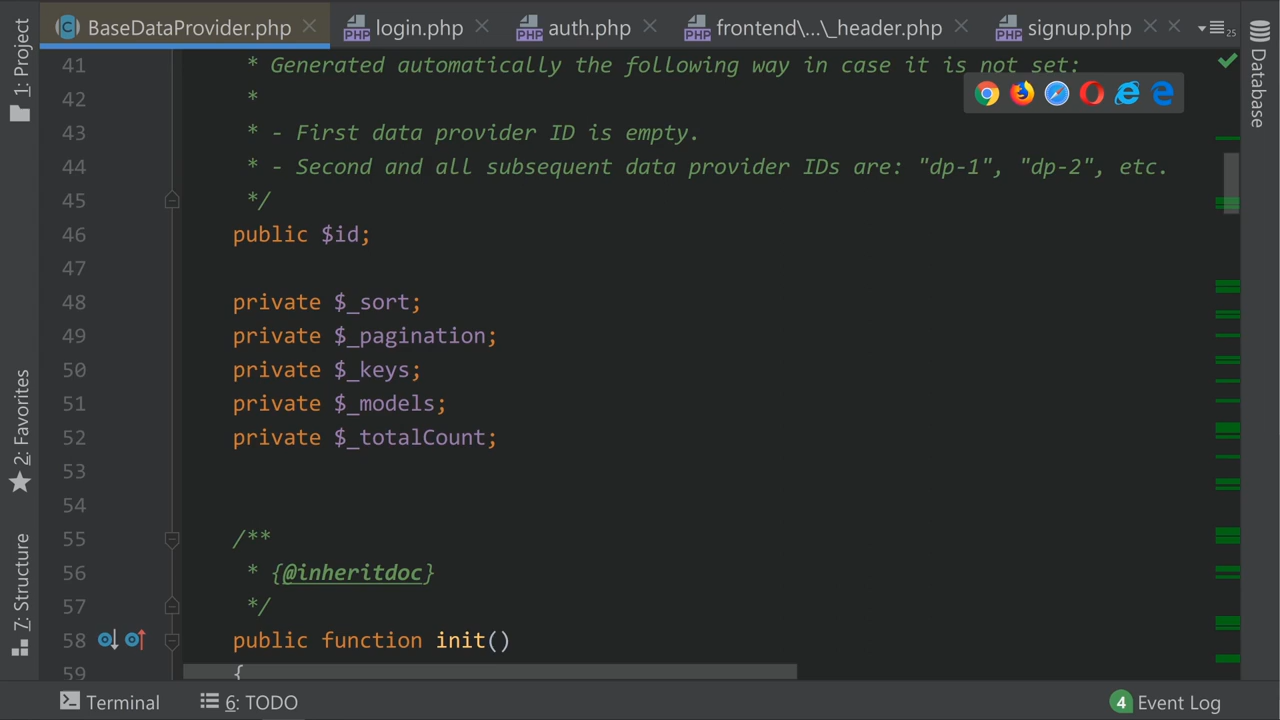 BaseDataProvider.php
login.php
auth.php
frontend\...\_header.php
signup.php
25
1: Project
2: Favorites
7: Structure
Database
41 * Generated automatically the following way in case it is not set:
42 *
43 * - First data provider ID is empty.
44 * - Second and all subsequent data provider IDs are: "dp-1", "dp-2", etc.
45 */
46 public $id;
47
48 private $_sort;
49 private $_pagination;
50 private $_keys;
51 private $_models;
52 private $_totalCount;
53
54
55 /**
56 * {@inheritdoc}
57 */
58 public function init()
59 {
Terminal
6: TODO
4 Event Log